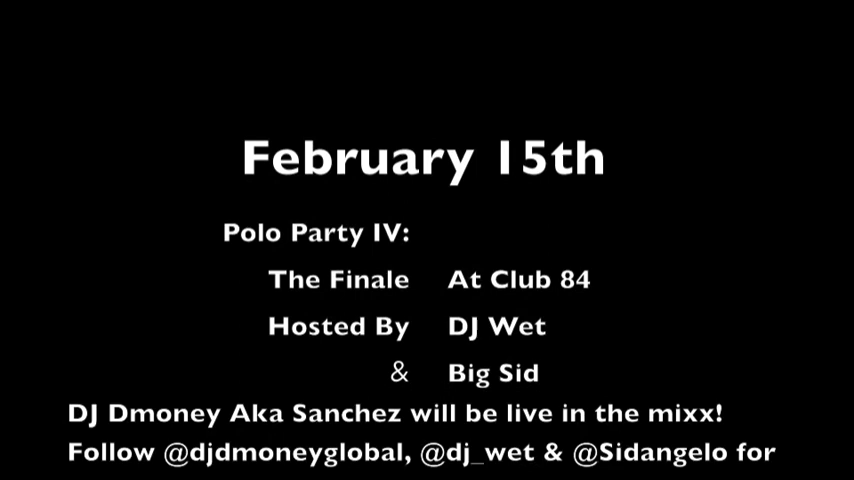 February 15th
Polo Party IV:
The Finale At Club 84
Hosted By DJ Wet
& Big Sid
DJ Dmoney Aka Sanchez will be live in the mixx!
Follow @djdmoneyglobal, @dj_wet & @Sidangelo for